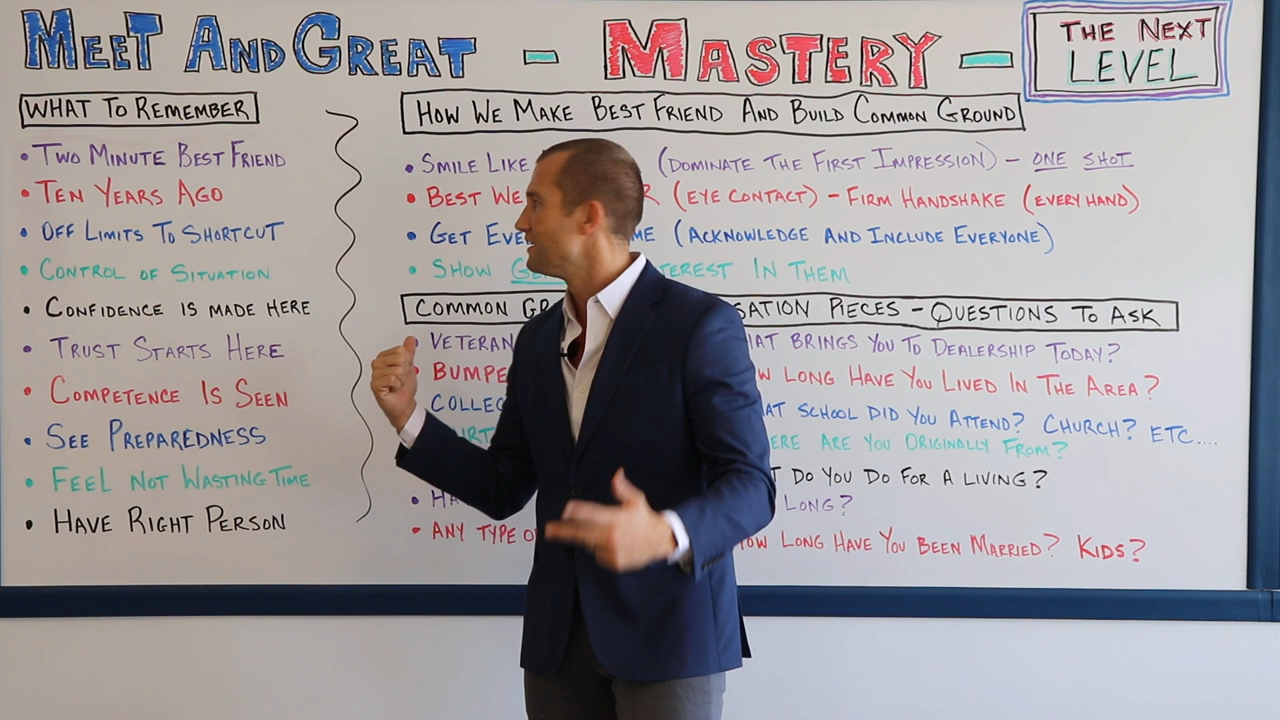 MEET AND GREAT - MASTERY - THE NEXT LEVEL
WHAT TO REMEMBER
• TWO MINUTE BEST FRIEND
• TEN YEARS AGO
• OFF LIMITS TO SHORTCUT
• CONTROL OF SITUATION
• CONFIDENCE IS MADE HERE
• TRUST STARTS HERE
• COMPETENCE IS SEEN
• SEE PREPAREDNESS
• FEEL NOT WASTING TIME
• HAVE RIGHT PERSON
HOW WE MAKE BEST FRIEND AND BUILD COMMON GROUND
• SMILE LIKE (DOMINATE THE FIRST IMPRESSION) - ONE SHOT
• BEST (EYE CONTACT) - FIRM HANDSHAKE (EVERY HAND)
• GET (ACKNOWLEDGE AND INCLUDE EVERYONE)
• SHOW IN THEM
COMMON PIECES - QUESTIONS TO ASK
• VETERAN BRINGS YOU TO DEALERSHIP TODAY?
• LONG HAVE YOU LIVED IN THE AREA?
SCHOOL DID YOU ATTEND? CHURCH? ETC....
ARE YOU ORIGINALLY FROM?
DO YOU DO FOR A LIVING?
• LONG?
• ANY TYPE HOW LONG HAVE YOU BEEN MARRIED? KIDS?